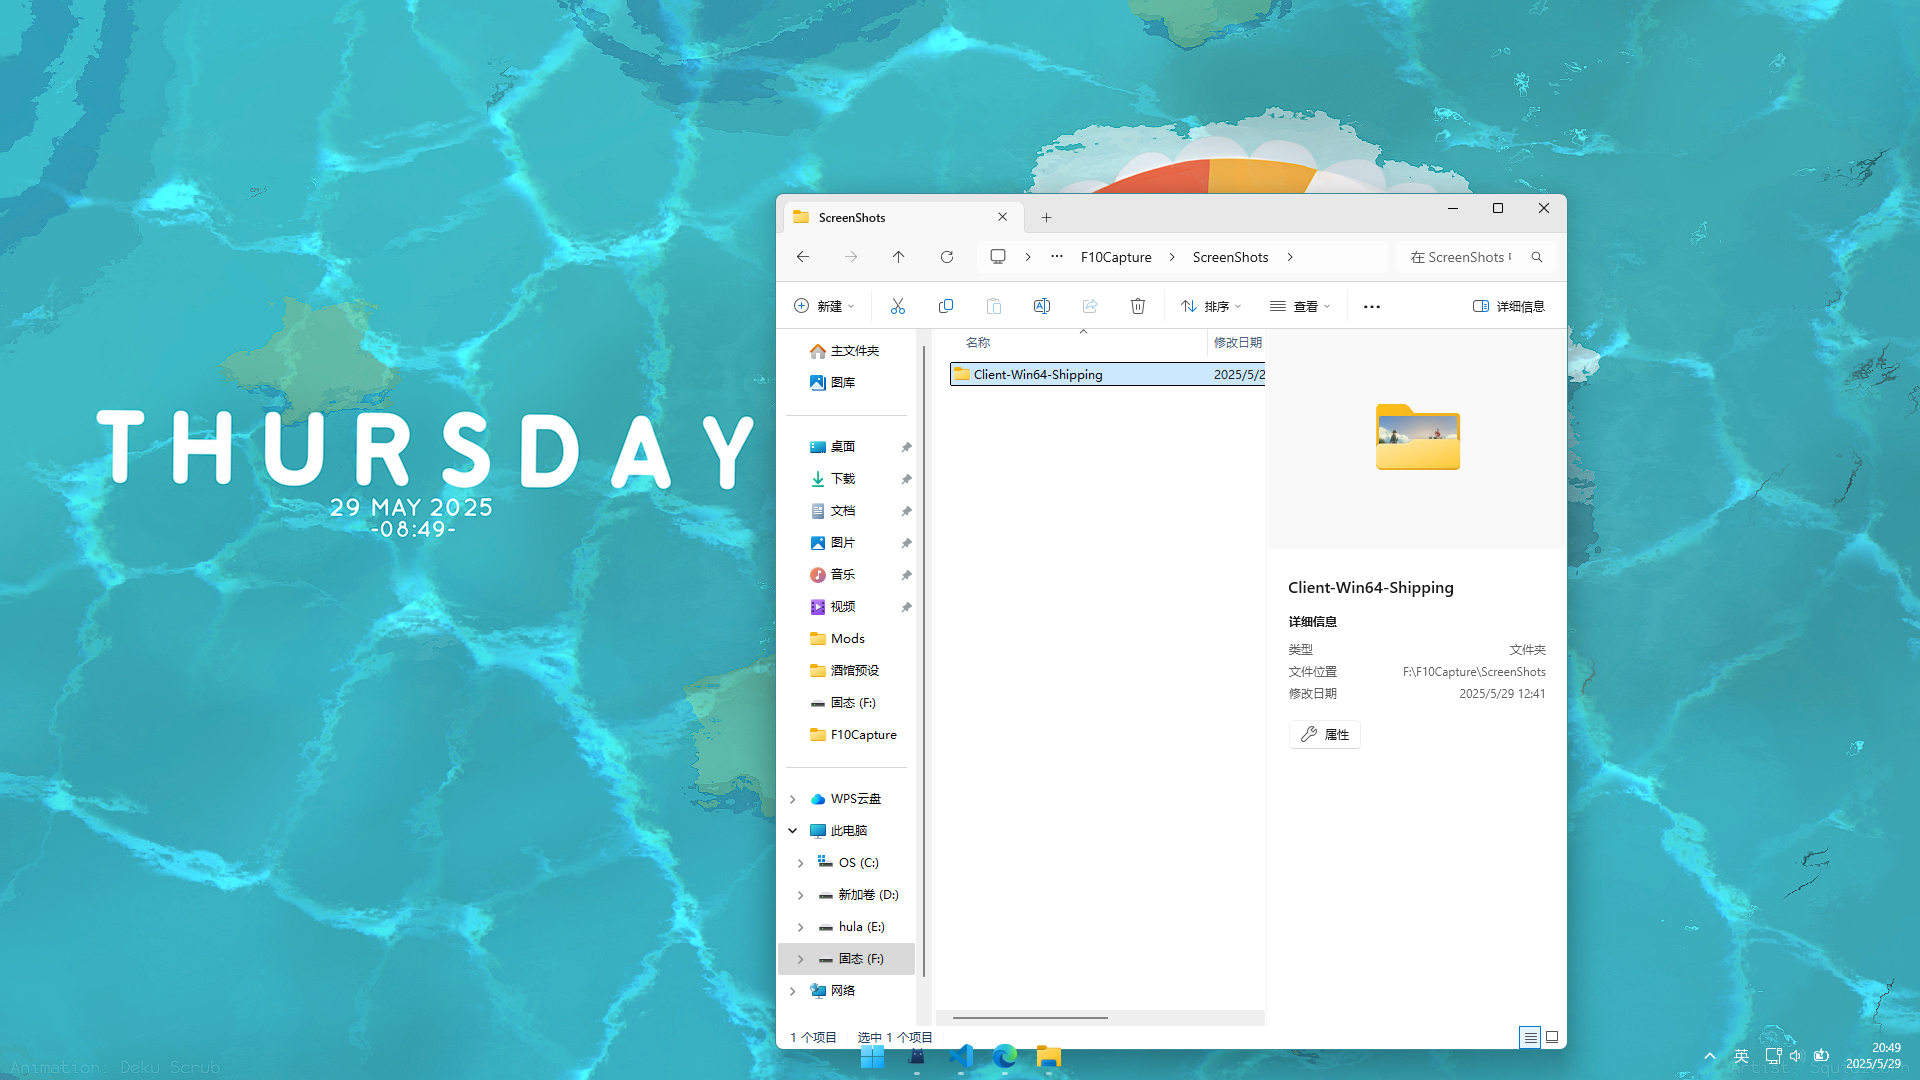 THURSDAY
29 MAY 2025
-08:49-
ScreenShots
F10Capture
ScreenShots
在 ScreenShots
新建
排序
查看
详细信息
主文件夹
图库
桌面
下载
文档
图片
音乐
视频
Mods
酒馆预设
固态 (F:)
F10Capture
WPS云盘
此电脑
OS (C:)
新加卷 (D:)
hula (E:)
固态 (F:)
网络
名称 修改日期
Client-Win64-Shipping 2025/5/2
Client-Win64-Shipping
详细信息
类型 文件夹
文件位置 F:\F10Capture\ScreenShots
修改日期 2025/5/29 12:41
属性
1 个项目 选中 1 个项目
Animation: Deku Scrub
英
20:49
2025/5/29